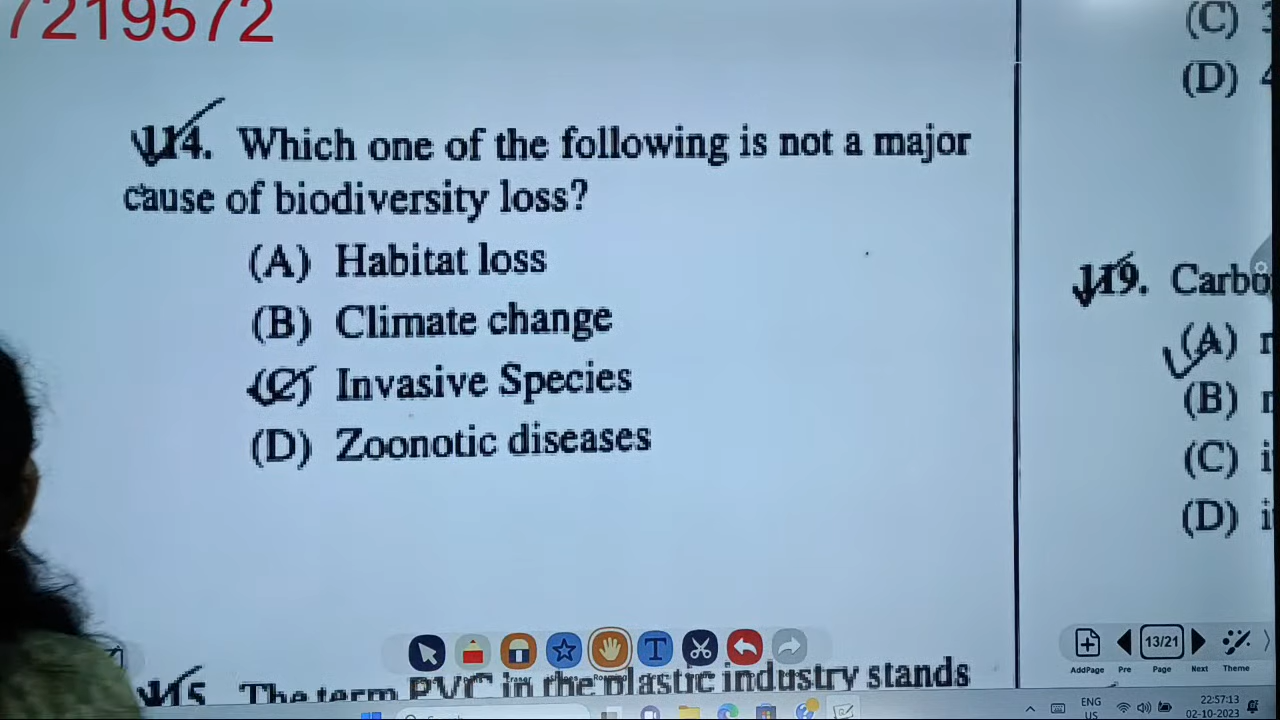 7219572
114. Which one of the following is not a major
cause of biodiversity loss?
(A) Habitat loss
(B) Climate change
(C) Invasive Species
(D) Zoonotic diseases
115 The term PVC in the plastic industry stands
(C) 3
(D) 4
119. Carbo
(A)
(B)
(C)
(D)
13/21
AddPage Pre Page Next Theme
ENG
US
22:57:13
02-10-2023